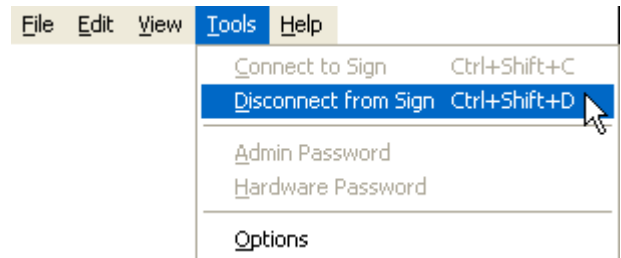 File Edit View Tools Help
Connect to Sign Ctrl+Shift+C
Disconnect from Sign Ctrl+Shift+D
Admin Password
Hardware Password
Options